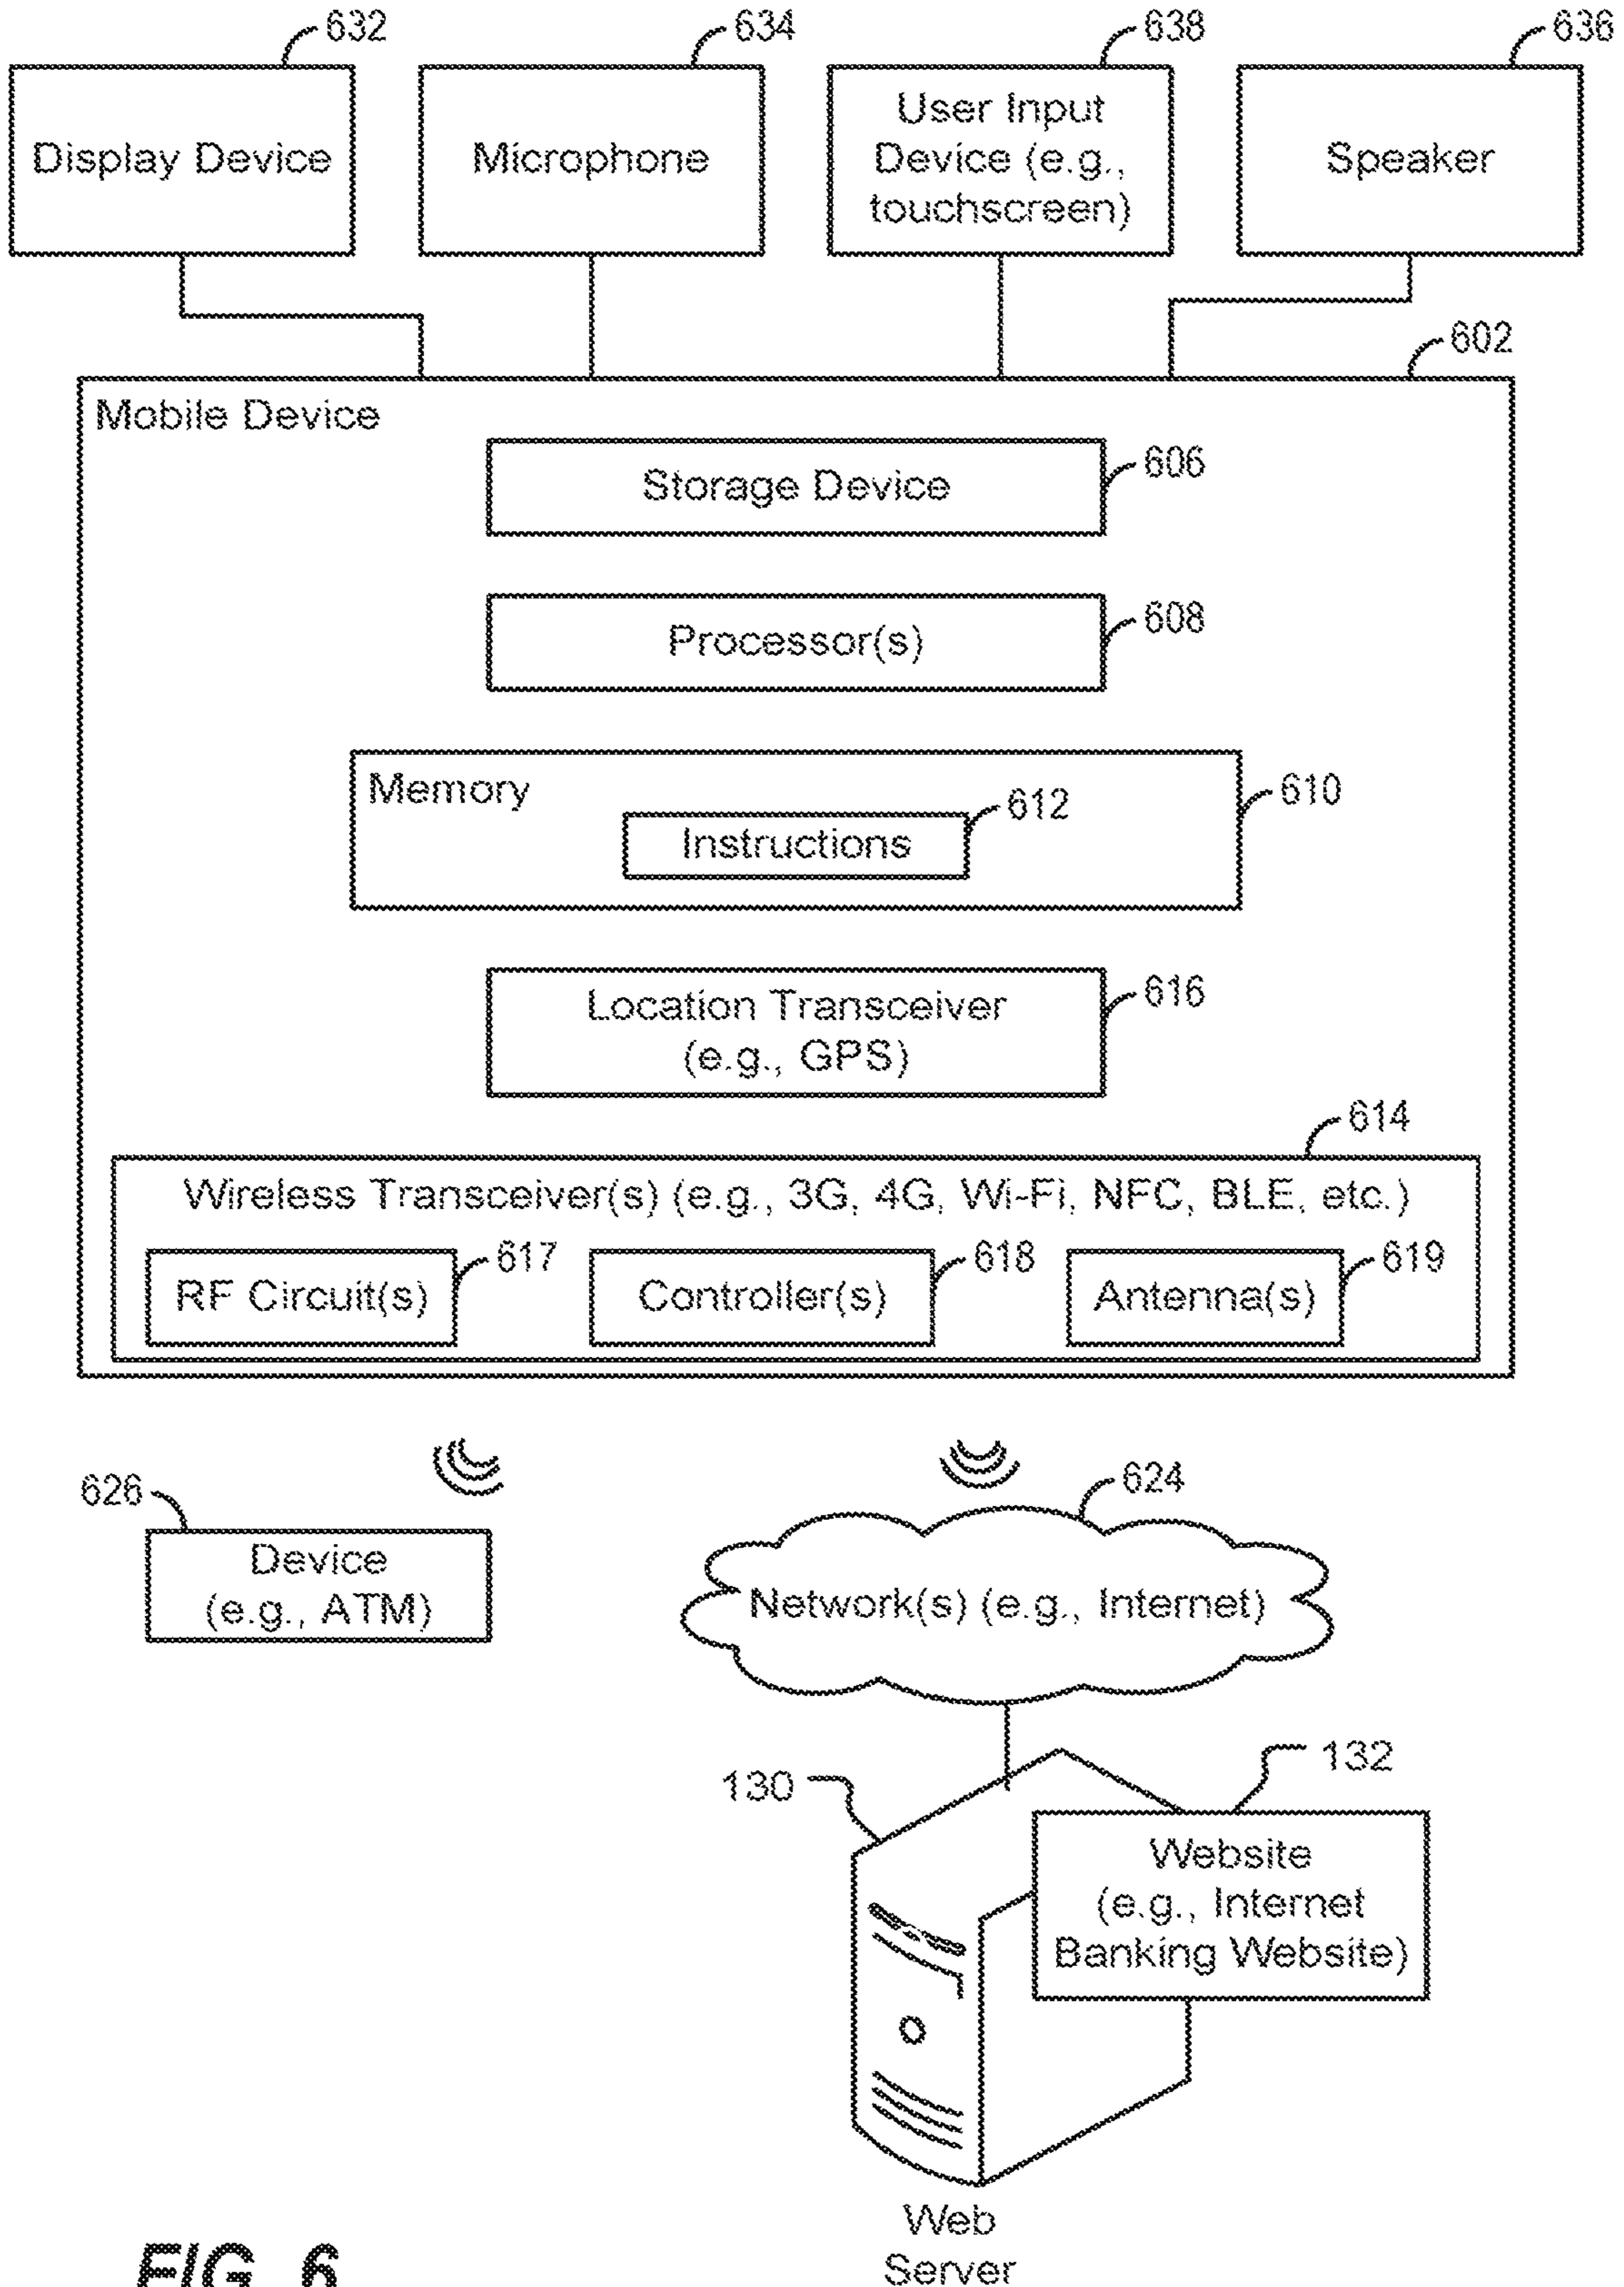 632
634
638
636
Display Device
Microphone
User Input
Device (e.g.,
touchscreen)
Speaker
602
Mobile Device
606
Storage Device
608
Processor(s)
Memory
610
612
Instructions
616
Location Transceiver
(e.g., GPS)
614
Wireless Transceiver(s) (e.g., 3G, 4G, Wi-Fi, NFC, BLE, etc.)
617
618
619
RF Circuit(s)
Controller(s)
Antenna(s)
626
624
Device
(e.g., ATM)
Network(s) (e.g., Internet)
130
132
Website
(e.g., Internet
Banking Website)
Web
Server
FIG. 6